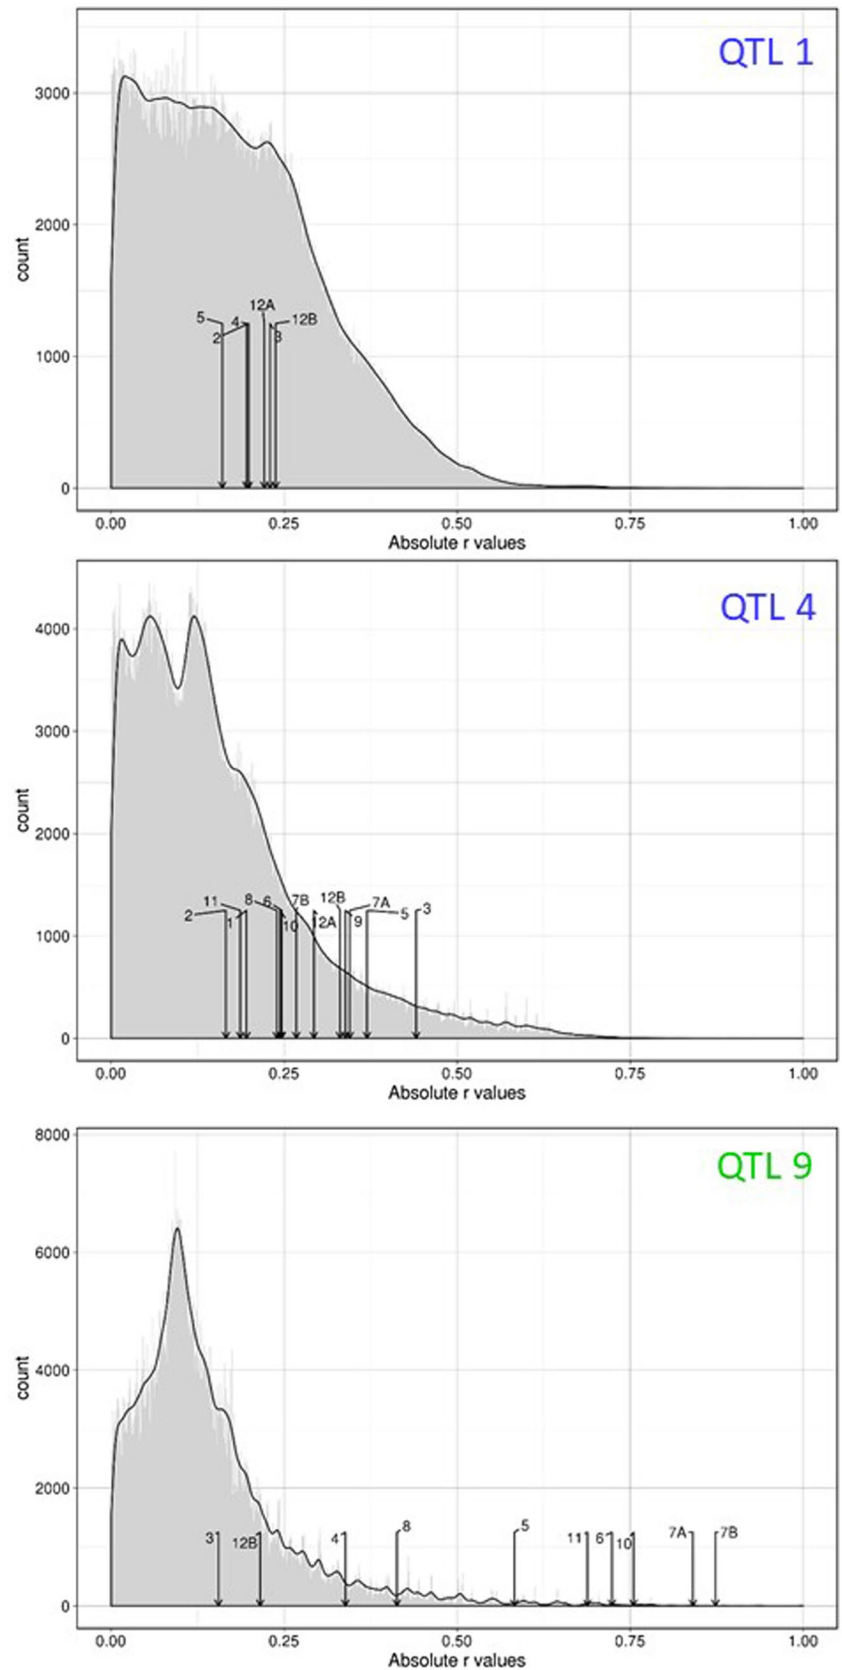 QTL 1
3000
2000
1000
0
count
5
4
2
12A
12B
3
0.00 0.25 0.50 0.75 1.00
Absolute r values
QTL 4
4000
3000
2000
1000
0
count
2
11
1
8
6
10
7B
12A
12B
9
7A
5
3
0.00 0.25 0.50 0.75 1.00
Absolute r values
QTL 9
8000
6000
4000
2000
0
count
3
12B
4
8
5
11
6
10
7A
7B
0.00 0.25 0.50 0.75 1.00
Absolute r values